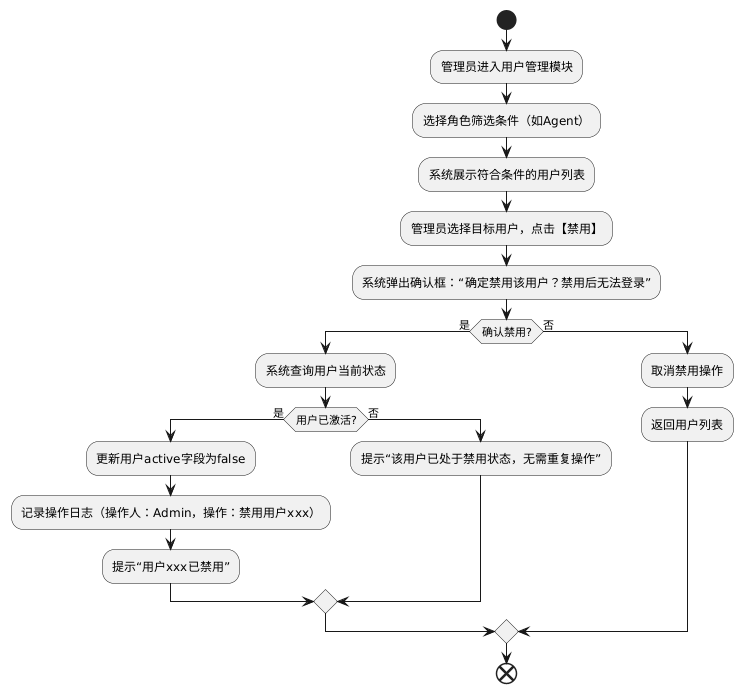 管理员进入用户管理模块
选择角色筛选条件（如Agent）
系统展示符合条件的用户列表
管理员选择目标用户，点击【禁用】
系统弹出确认框：“确定禁用该用户？禁用后无法登录”
是
确认禁用?
否
系统查询用户当前状态
取消禁用操作
是
用户已激活?
否
返回用户列表
更新用户active字段为false
提示“该用户已处于禁用状态，无需重复操作”
记录操作日志（操作人：Admin，操作：禁用用户xxx）
提示“用户xxx已禁用”